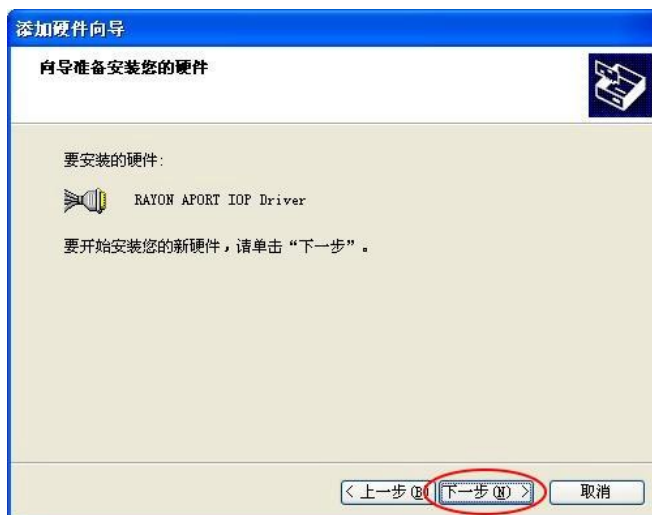 添加硬件向导
向导准备安装您的硬件
要安装的硬件:
RAYON APORT IOP Driver
要开始安装您的新硬件,请单击“下一步”。
< 上一步(B) 下一步(N) > 取消